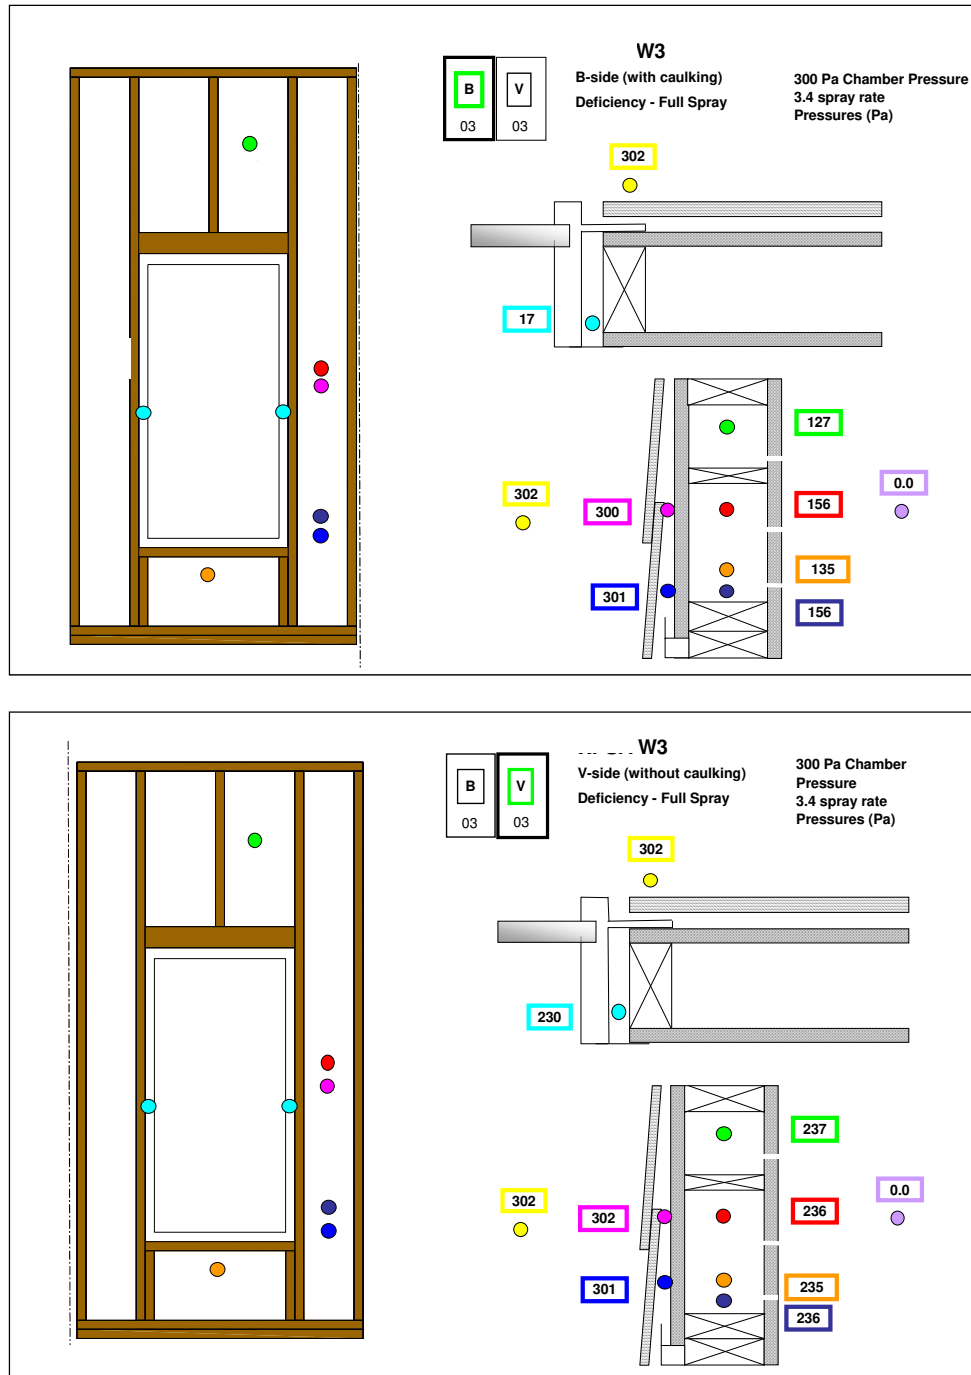 W3
B-side (with caulking)
Deficiency - Full Spray
300 Pa Chamber Pressure
3.4 spray rate
Pressures (Pa)
B V
03 03
302
17
127
302
300
156
0.0
135
301
156
W3
V-side (without caulking)
Deficiency - Full Spray
300 Pa Chamber
Pressure
3.4 spray rate
Pressures (Pa)
B V
03 03
302
230
237
302
302
236
0.0
301
235
236